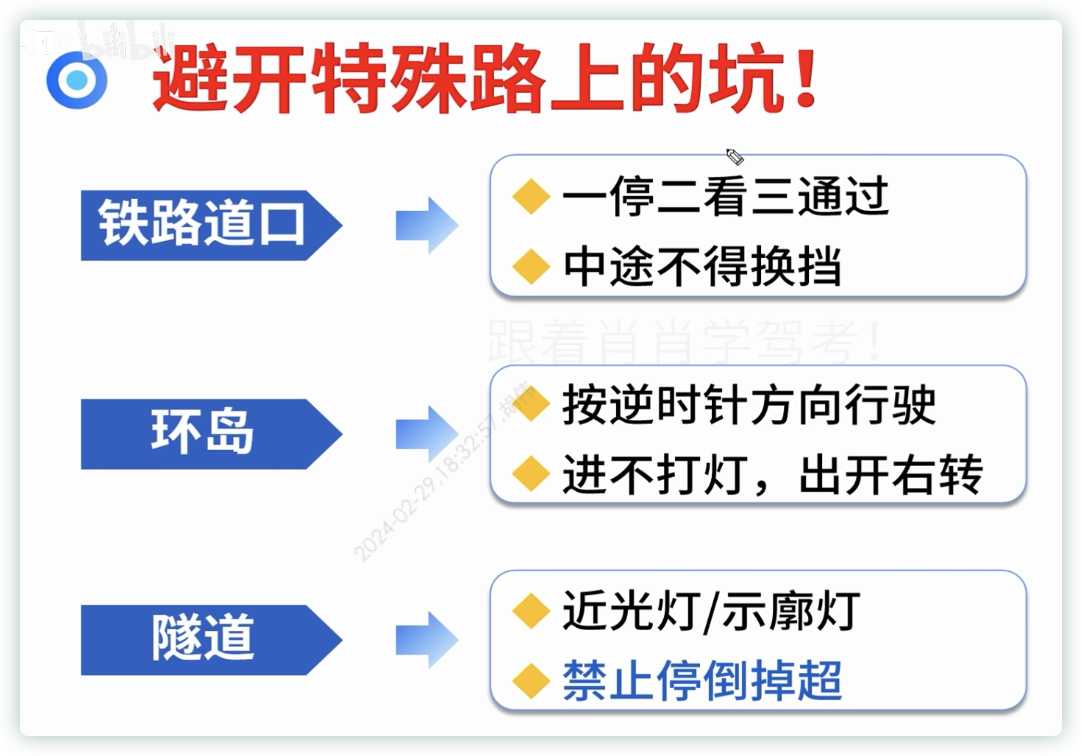 bilibili
避开特殊路上的坑！
铁路道口
一停二看三通过
中途不得换挡
跟着肖肖学驾考！
环岛
按逆时针方向行驶
进不打灯，出开右转
2024-02-29,18:32:57,胡伟
隧道
近光灯/示廓灯
禁止停倒掉超